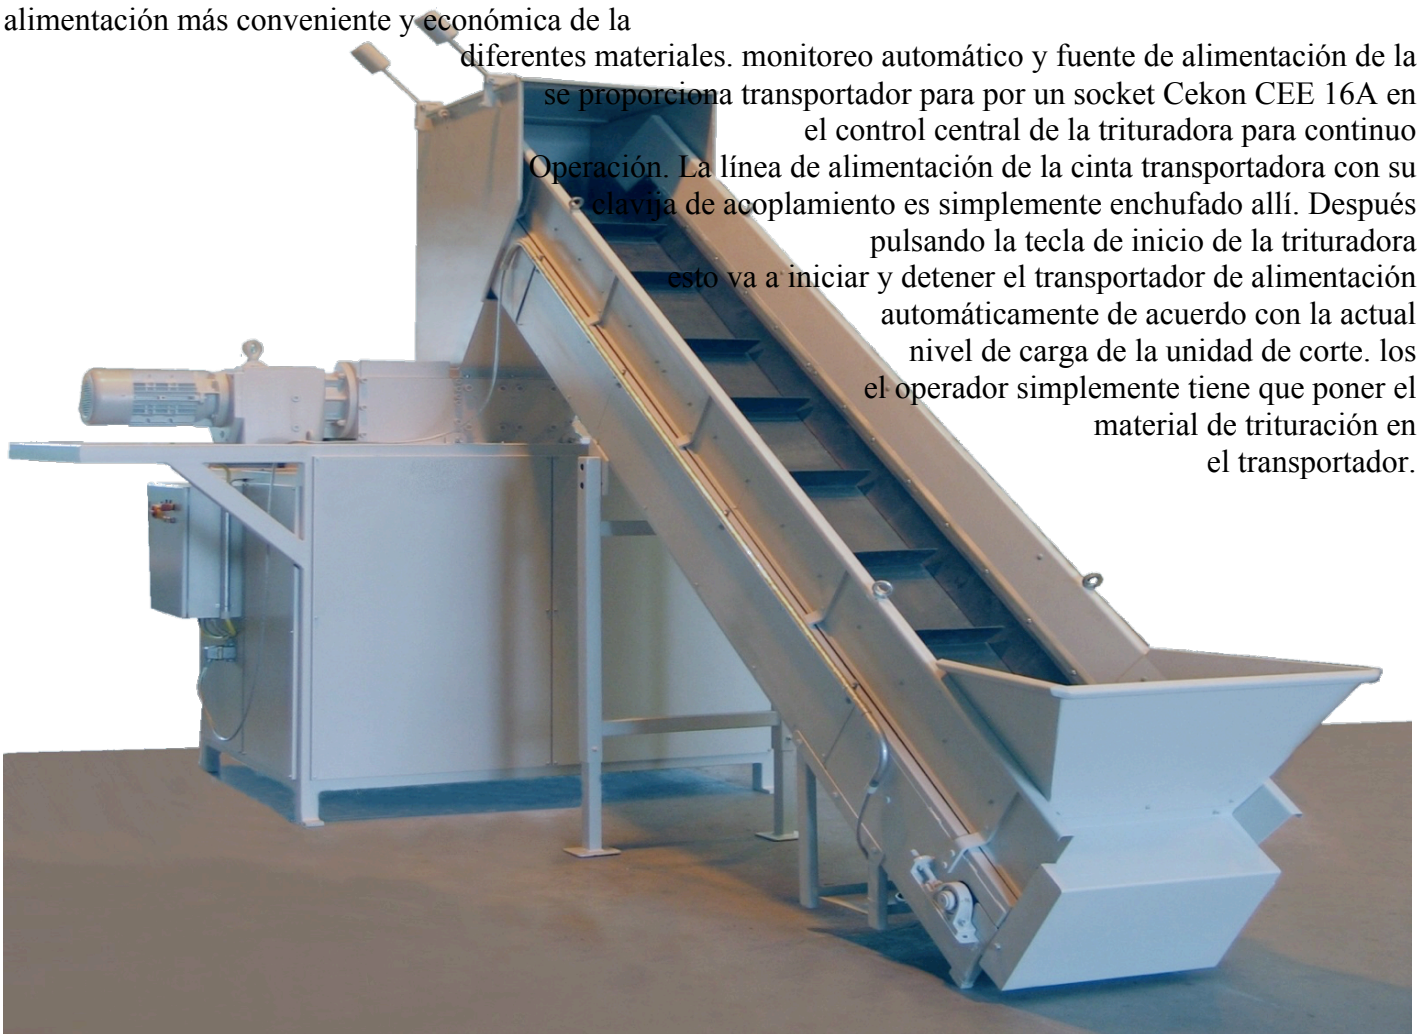 alimentación más conveniente y económica de la
diferentes materiales. monitoreo automático y fuente de alimentación de la
se proporciona transportador para por un socket Cekon CEE 16A en
el control central de la trituradora para continuo
Operación. La línea de alimentación de la cinta transportadora con su
clavija de acoplamiento es simplemente enchufado allí. Después
pulsando la tecla de inicio de la trituradora
esto va a iniciar y detener el transportador de alimentación
automáticamente de acuerdo con la actual
nivel de carga de la unidad de corte. los
el operador simplemente tiene que poner el
material de trituración en
el transportador.